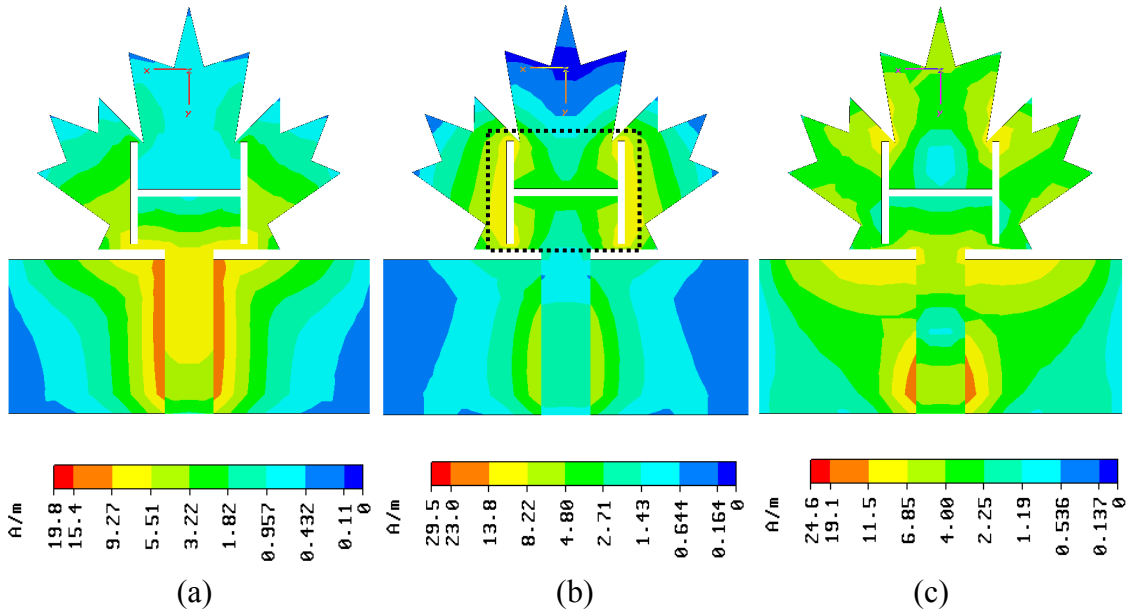 x
y
x
y
x
y
A/m
19.8
15.4
9.27
5.51
3.22
1.82
0.957
0.432
0.11
0
A/m
29.5
23.0
13.8
8.22
4.80
2.71
1.43
0.644
0.164
0
A/m
24.6
19.1
11.5
6.85
4.00
2.25
1.19
0.536
0.137
0
(a)
(b)
(c)